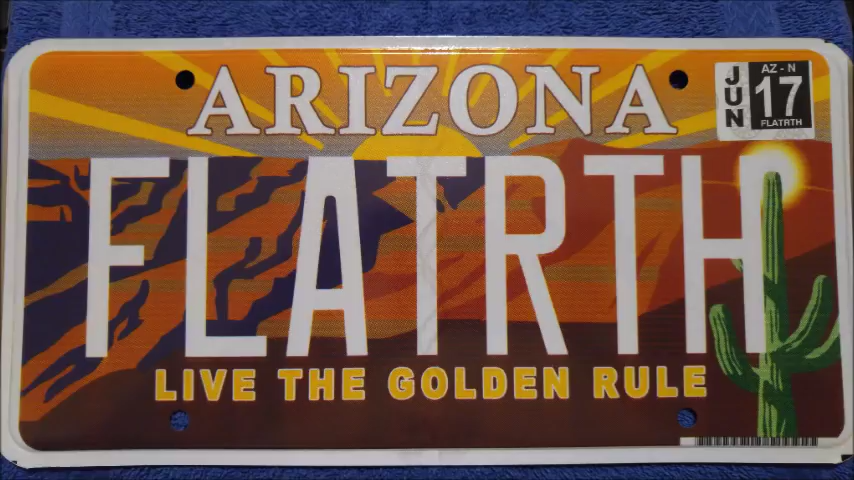 ARIZONA
JUN
AZ - N
17
FLATRTH
FLATRTH
LIVE THE GOLDEN RULE